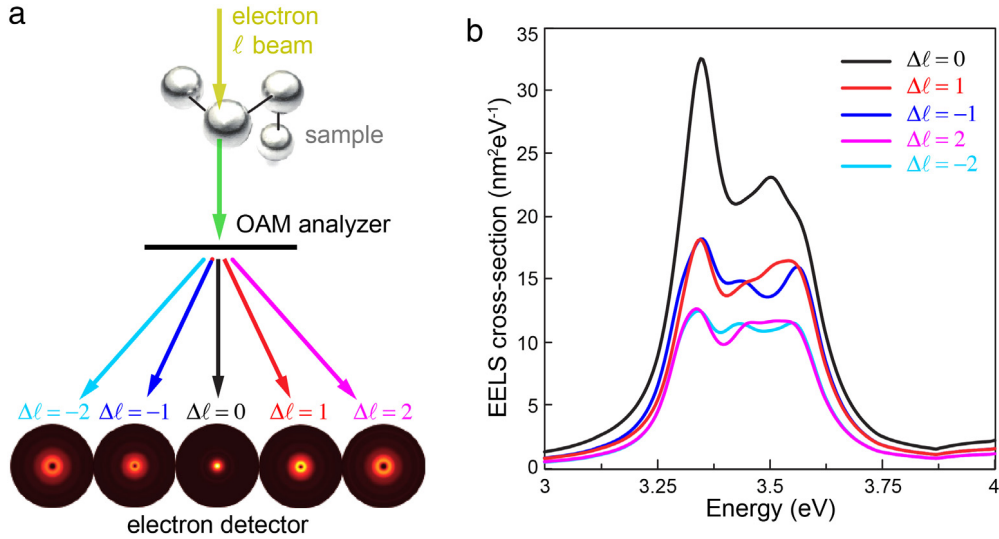 a
electron
ℓ beam
sample
OAM analyzer
Δℓ = −2 Δℓ = −1 Δℓ = 0 Δℓ = 1 Δℓ = 2
electron detector
b
EELS cross-section (nm²eV⁻¹)
35
30
25
20
15
10
5
0
Δℓ = 0
Δℓ = 1
Δℓ = −1
Δℓ = 2
Δℓ = −2
3 3.25 3.5 3.75 4
Energy (eV)